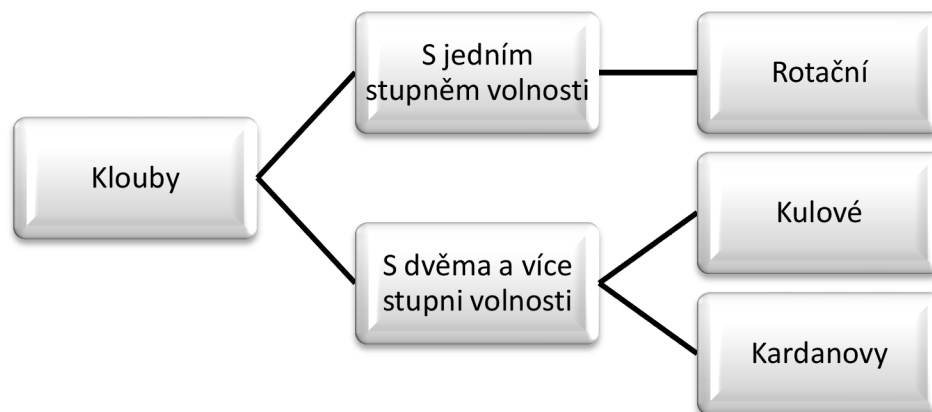 Klouby
S jedním
stupněm volnosti
Rotační
S dvěma a více
stupni volnosti
Kulové
Kardanovy